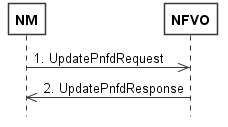 NM NFVO
1. UpdatePnfdRequest
2. UpdatePnfdResponse